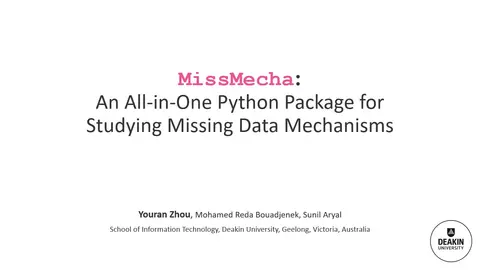 MissMecha:
An All-in-One Python Package for
Studying Missing Data Mechanisms
Youran Zhou, Mohamed Reda Bouadjenek, Sunil Aryal
School of Information Technology, Deakin University, Geelong, Victoria, Australia
DEAKIN
UNIVERSITY